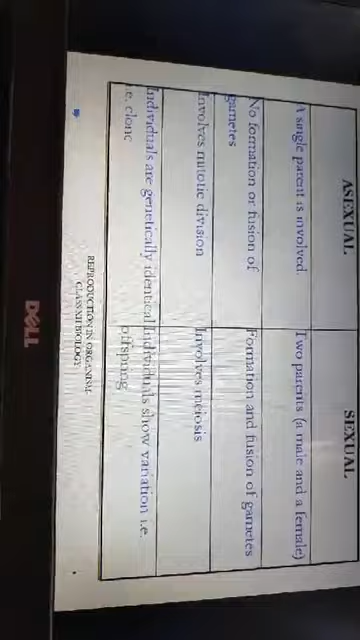 ASEXUAL SEXUAL
A single parent is involved. Two parents (a male and a female)
No formation or fusion of Formation and fusion of gametes
gametes
Involves mitotic division Involves meiosis
Individuals are genetically identical Individuals show variation i.e.
i.e. clone offspring
REPRODUCTION IN ORGANISM-
CLASS XII BIOLOGY
DELL